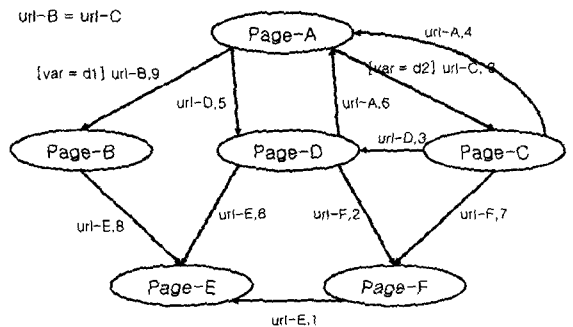 url-B = url-C
Page-A
url-A,4
[var = d1] url-B,9
[var = d2] url-C,
url-D,5
url-A,6
url-D,3
Page-B
Page-D
Page-C
url-E,8
url-E,6
url-F,2
url-F,7
Page-E
Page-F
url-E,1